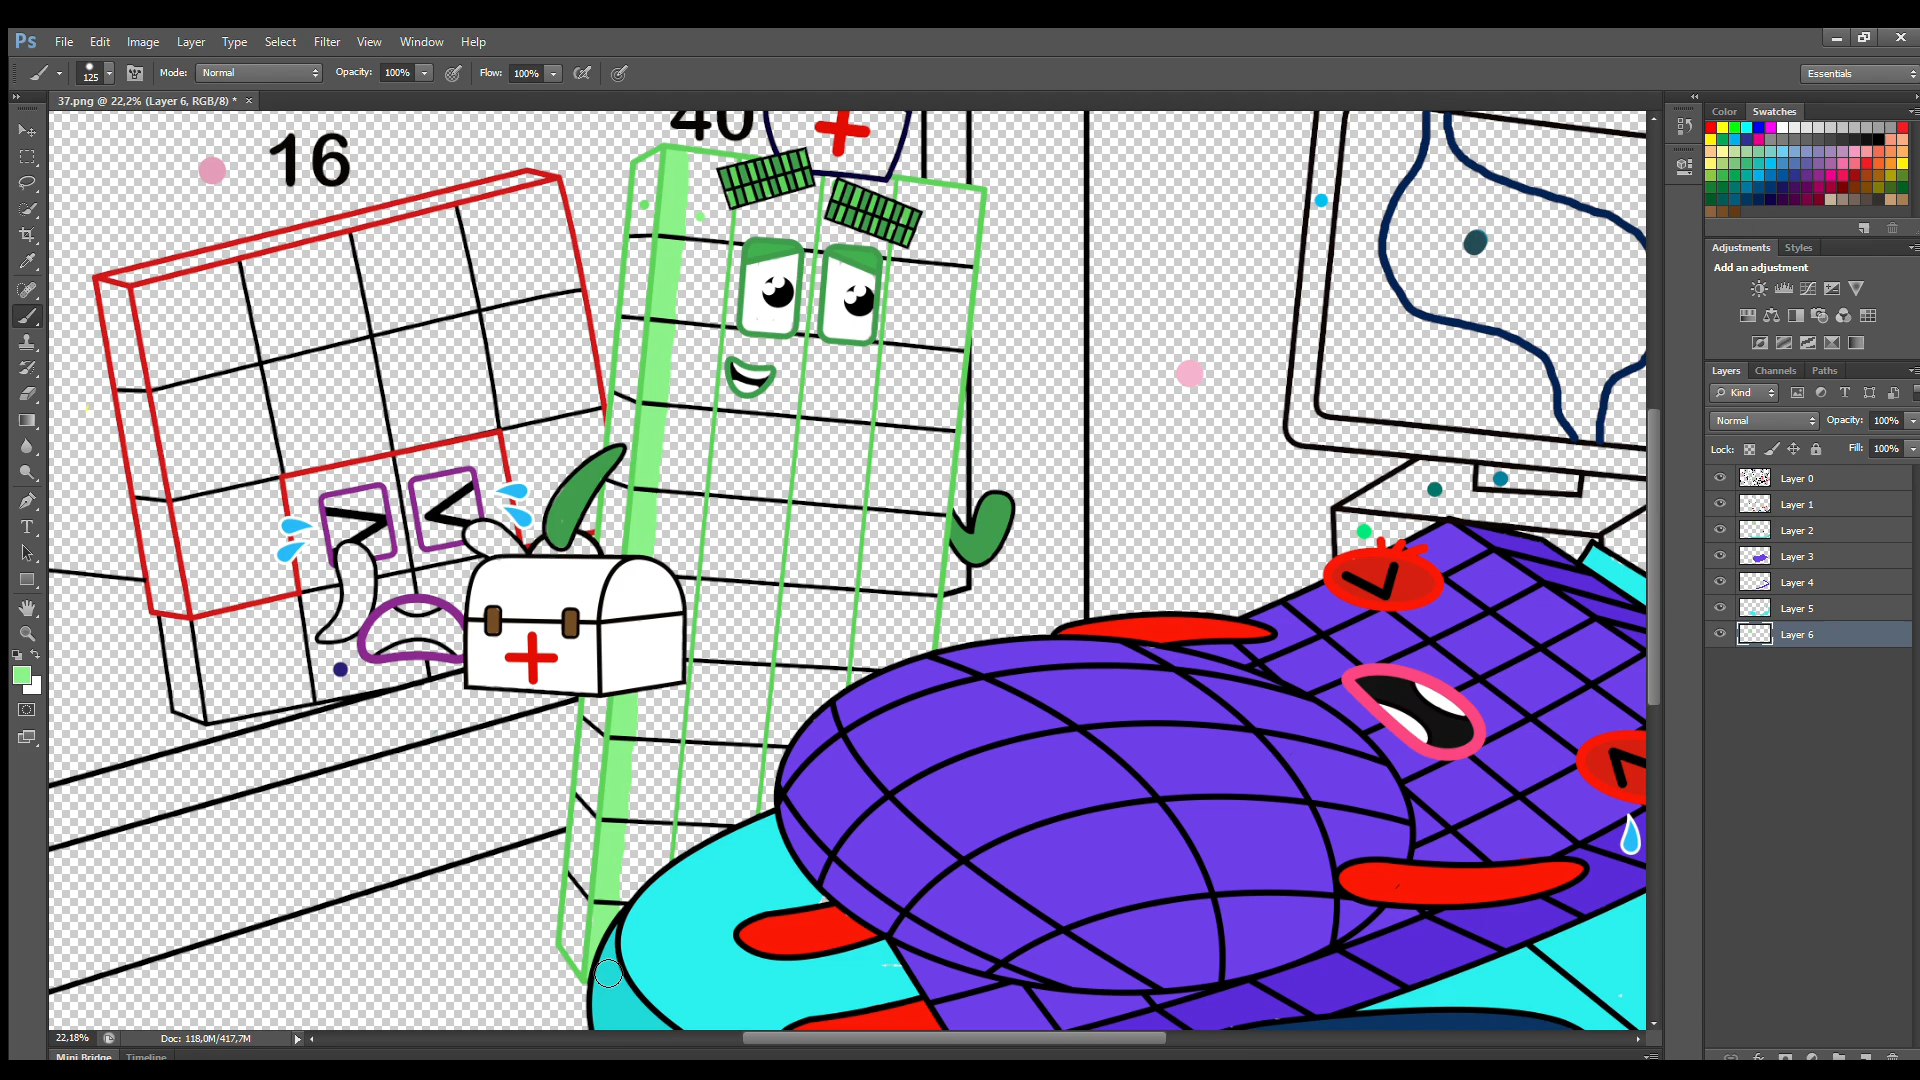 Ps File Edit Image Layer Type Select Filter View Window Help
125 Mode: Normal Opacity: 100% Flow: 100% Essentials
37.png @ 22,2% (Layer 6, RGB/8) * ×
Color Swatches
40
16
Adjustments Styles
Add an adjustment
Layers Channels Paths
Kind
Normal Opacity: 100%
Lock: Fill: 100%
Layer 0
Layer 1
Layer 2
Layer 3
Layer 4
Layer 5
Layer 6
22,18% Doc: 118,0M/417,7M
Mini Bridge Timeline